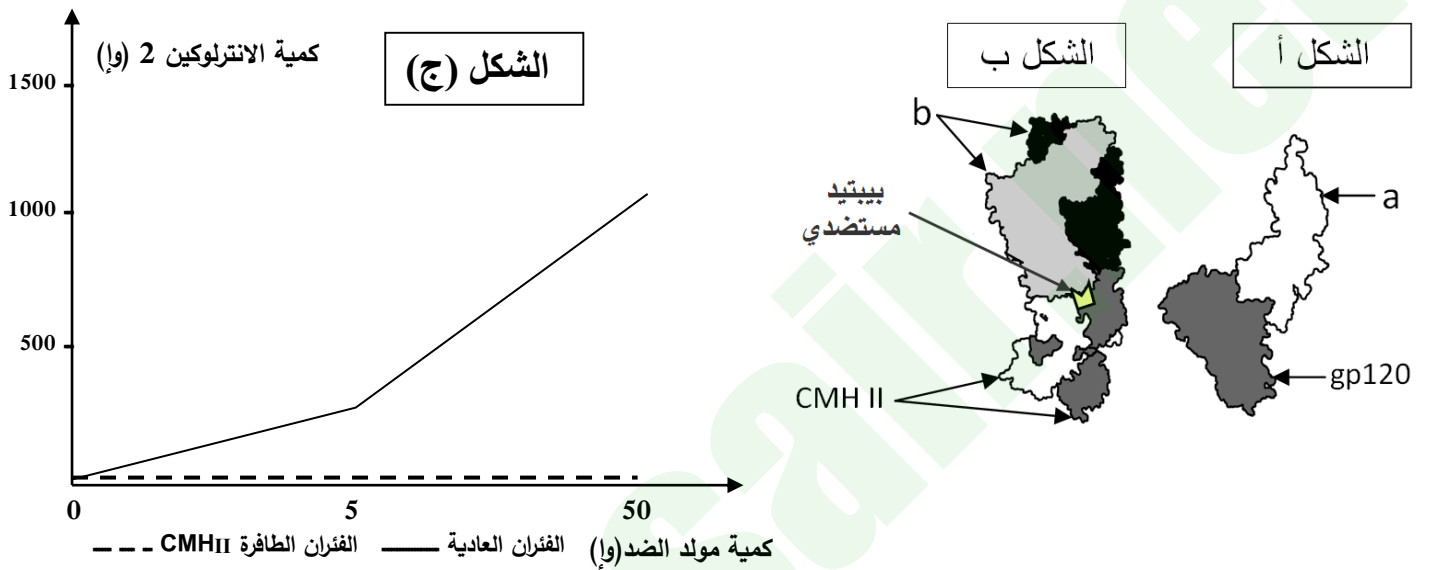 الشكل أ
الشكل ب
الشكل (ج)
كمية الانترلوكين 2 (وإ)
1500
1000
500
0
5
50
كمية مولد الضد(وإ)
الفئران العادية
الفئران الطافرة CMHII
b
بيبتيد
مستضدي
CMH II
a
gp120